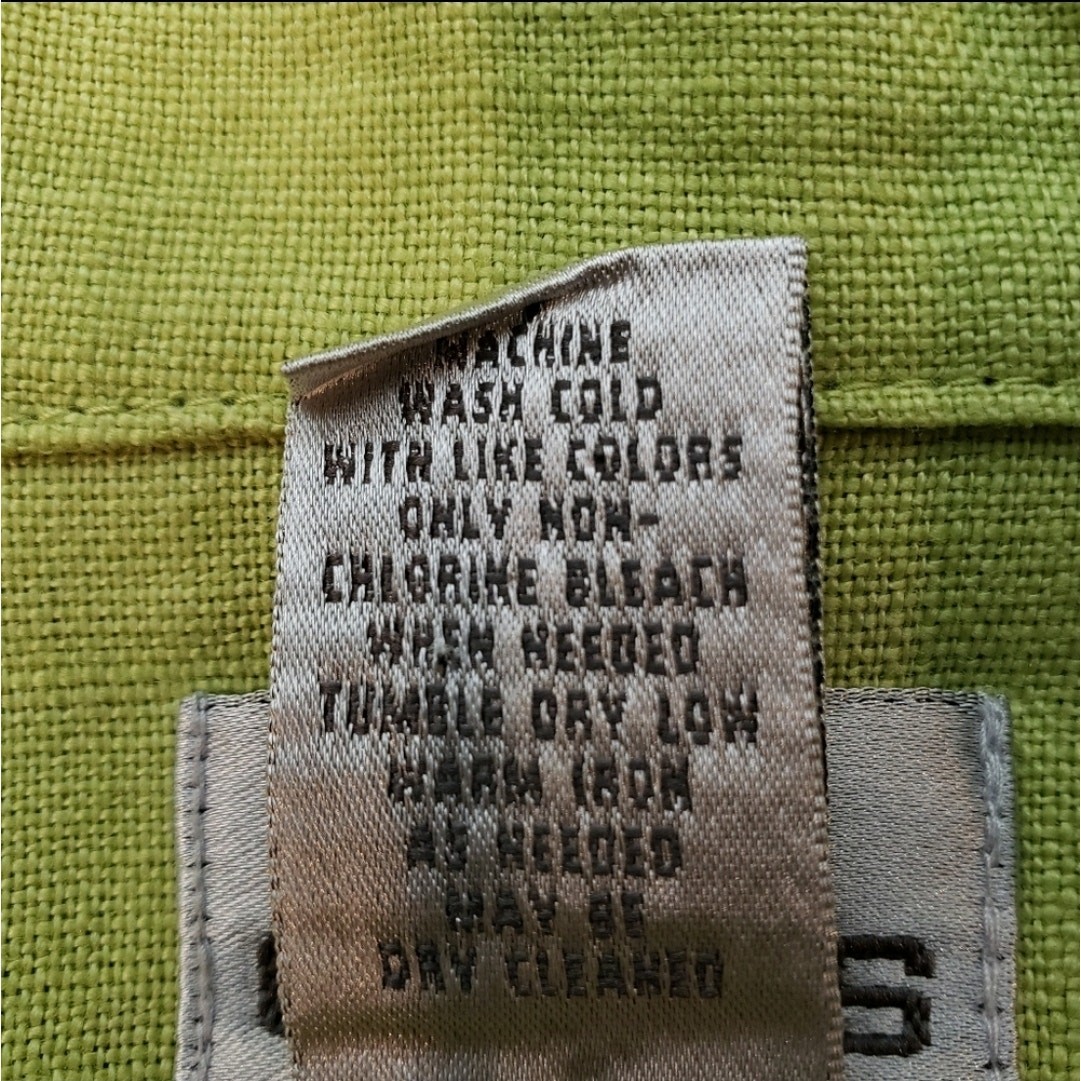 MACHINE
WASH COLD
WITH LIKE COLORS
ONLY NON-
CHLORINE BLEACH
WHEN NEEDED
TUMBLE DRY LOW
WARM IRON
AS NEEDED
MAY BE
DRY CLEANED